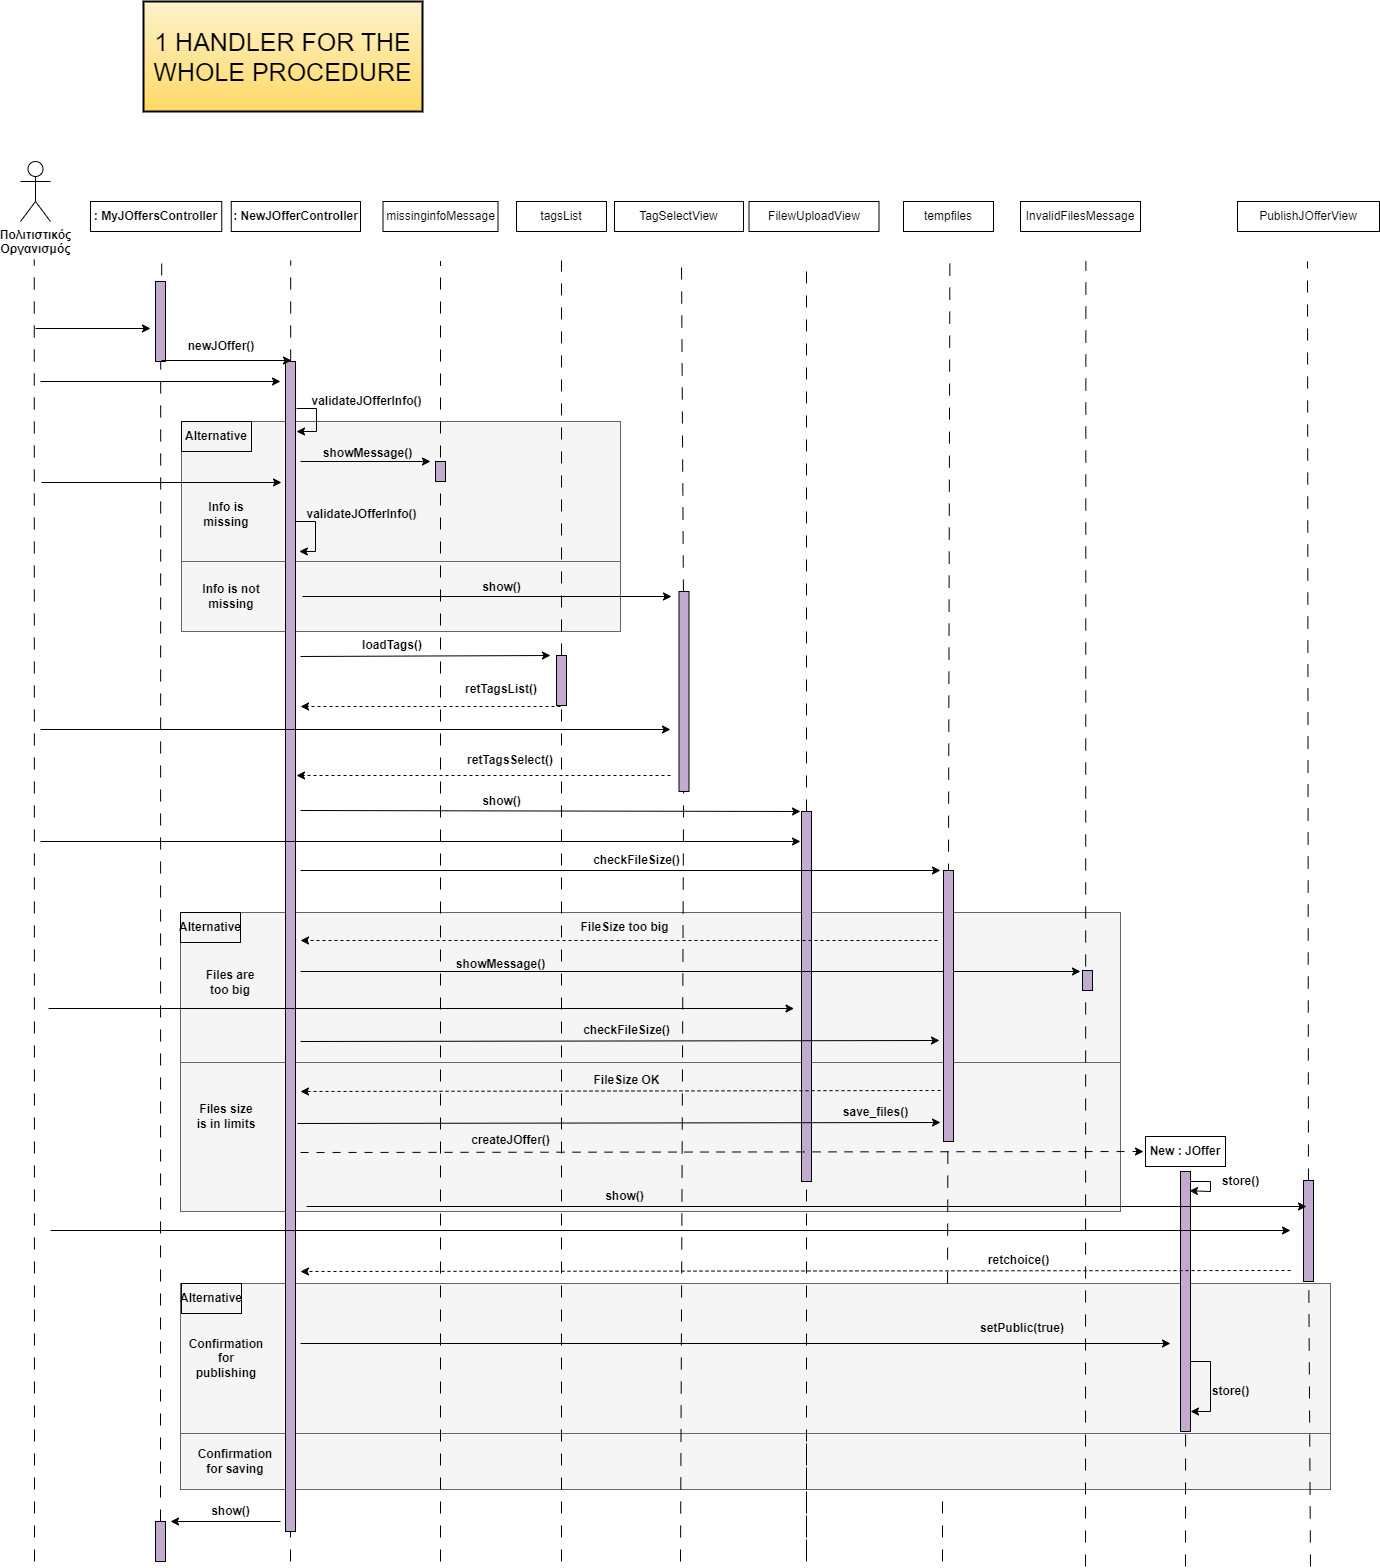 1 HANDLER FOR THE
WHOLE PROCEDURE
Πολιτιστικός
Οργανισμός
: MyJOffersController
: NewJOfferController
missinginfoMessage
tagsList
TagSelectView
FilewUploadView
tempfiles
InvalidFilesMessage
PublishJOfferView
newJOffer()
validateJOfferInfo()
Alternative
showMessage()
Info is
missing
validateJOfferInfo()
Info is not
missing
show()
loadTags()
retTagsList()
retTagsSelect()
show()
checkFileSize()
Alternative
FileSize too big
showMessage()
Files are
too big
checkFileSize()
FileSize OK
Files size
is in limits
save_files()
createJOffer()
New : JOffer
store()
show()
retchoice()
Alternative
setPublic(true)
Confirmation
for
publishing
store()
Confirmation
for saving
show()